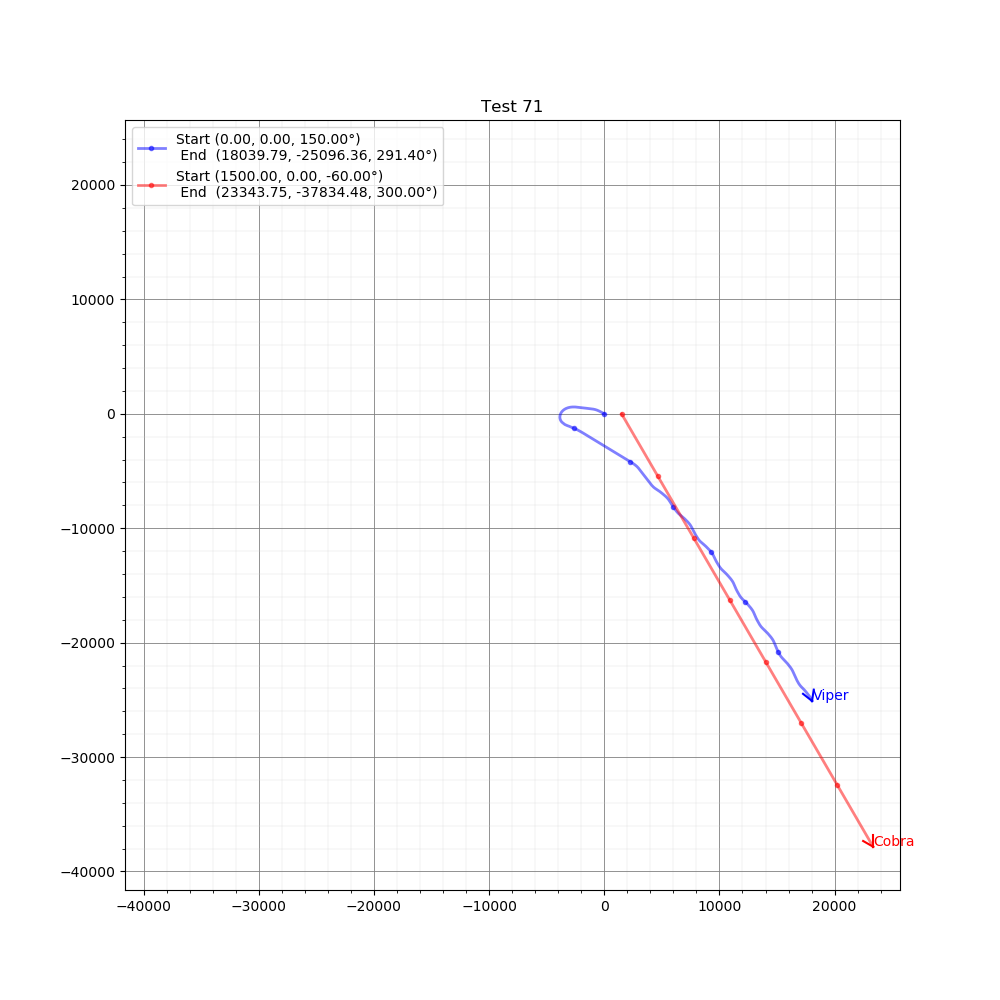 Test 71
Start (0.00, 0.00, 150.00°)
End (18039.79, -25096.36, 291.40°)
Start (1500.00, 0.00, -60.00°)
End (23343.75, -37834.48, 300.00°)
20000
10000
0
−10000
−20000
−30000
−40000
Viper
Cobra
−40000 −30000 −20000 −10000 0 10000 20000